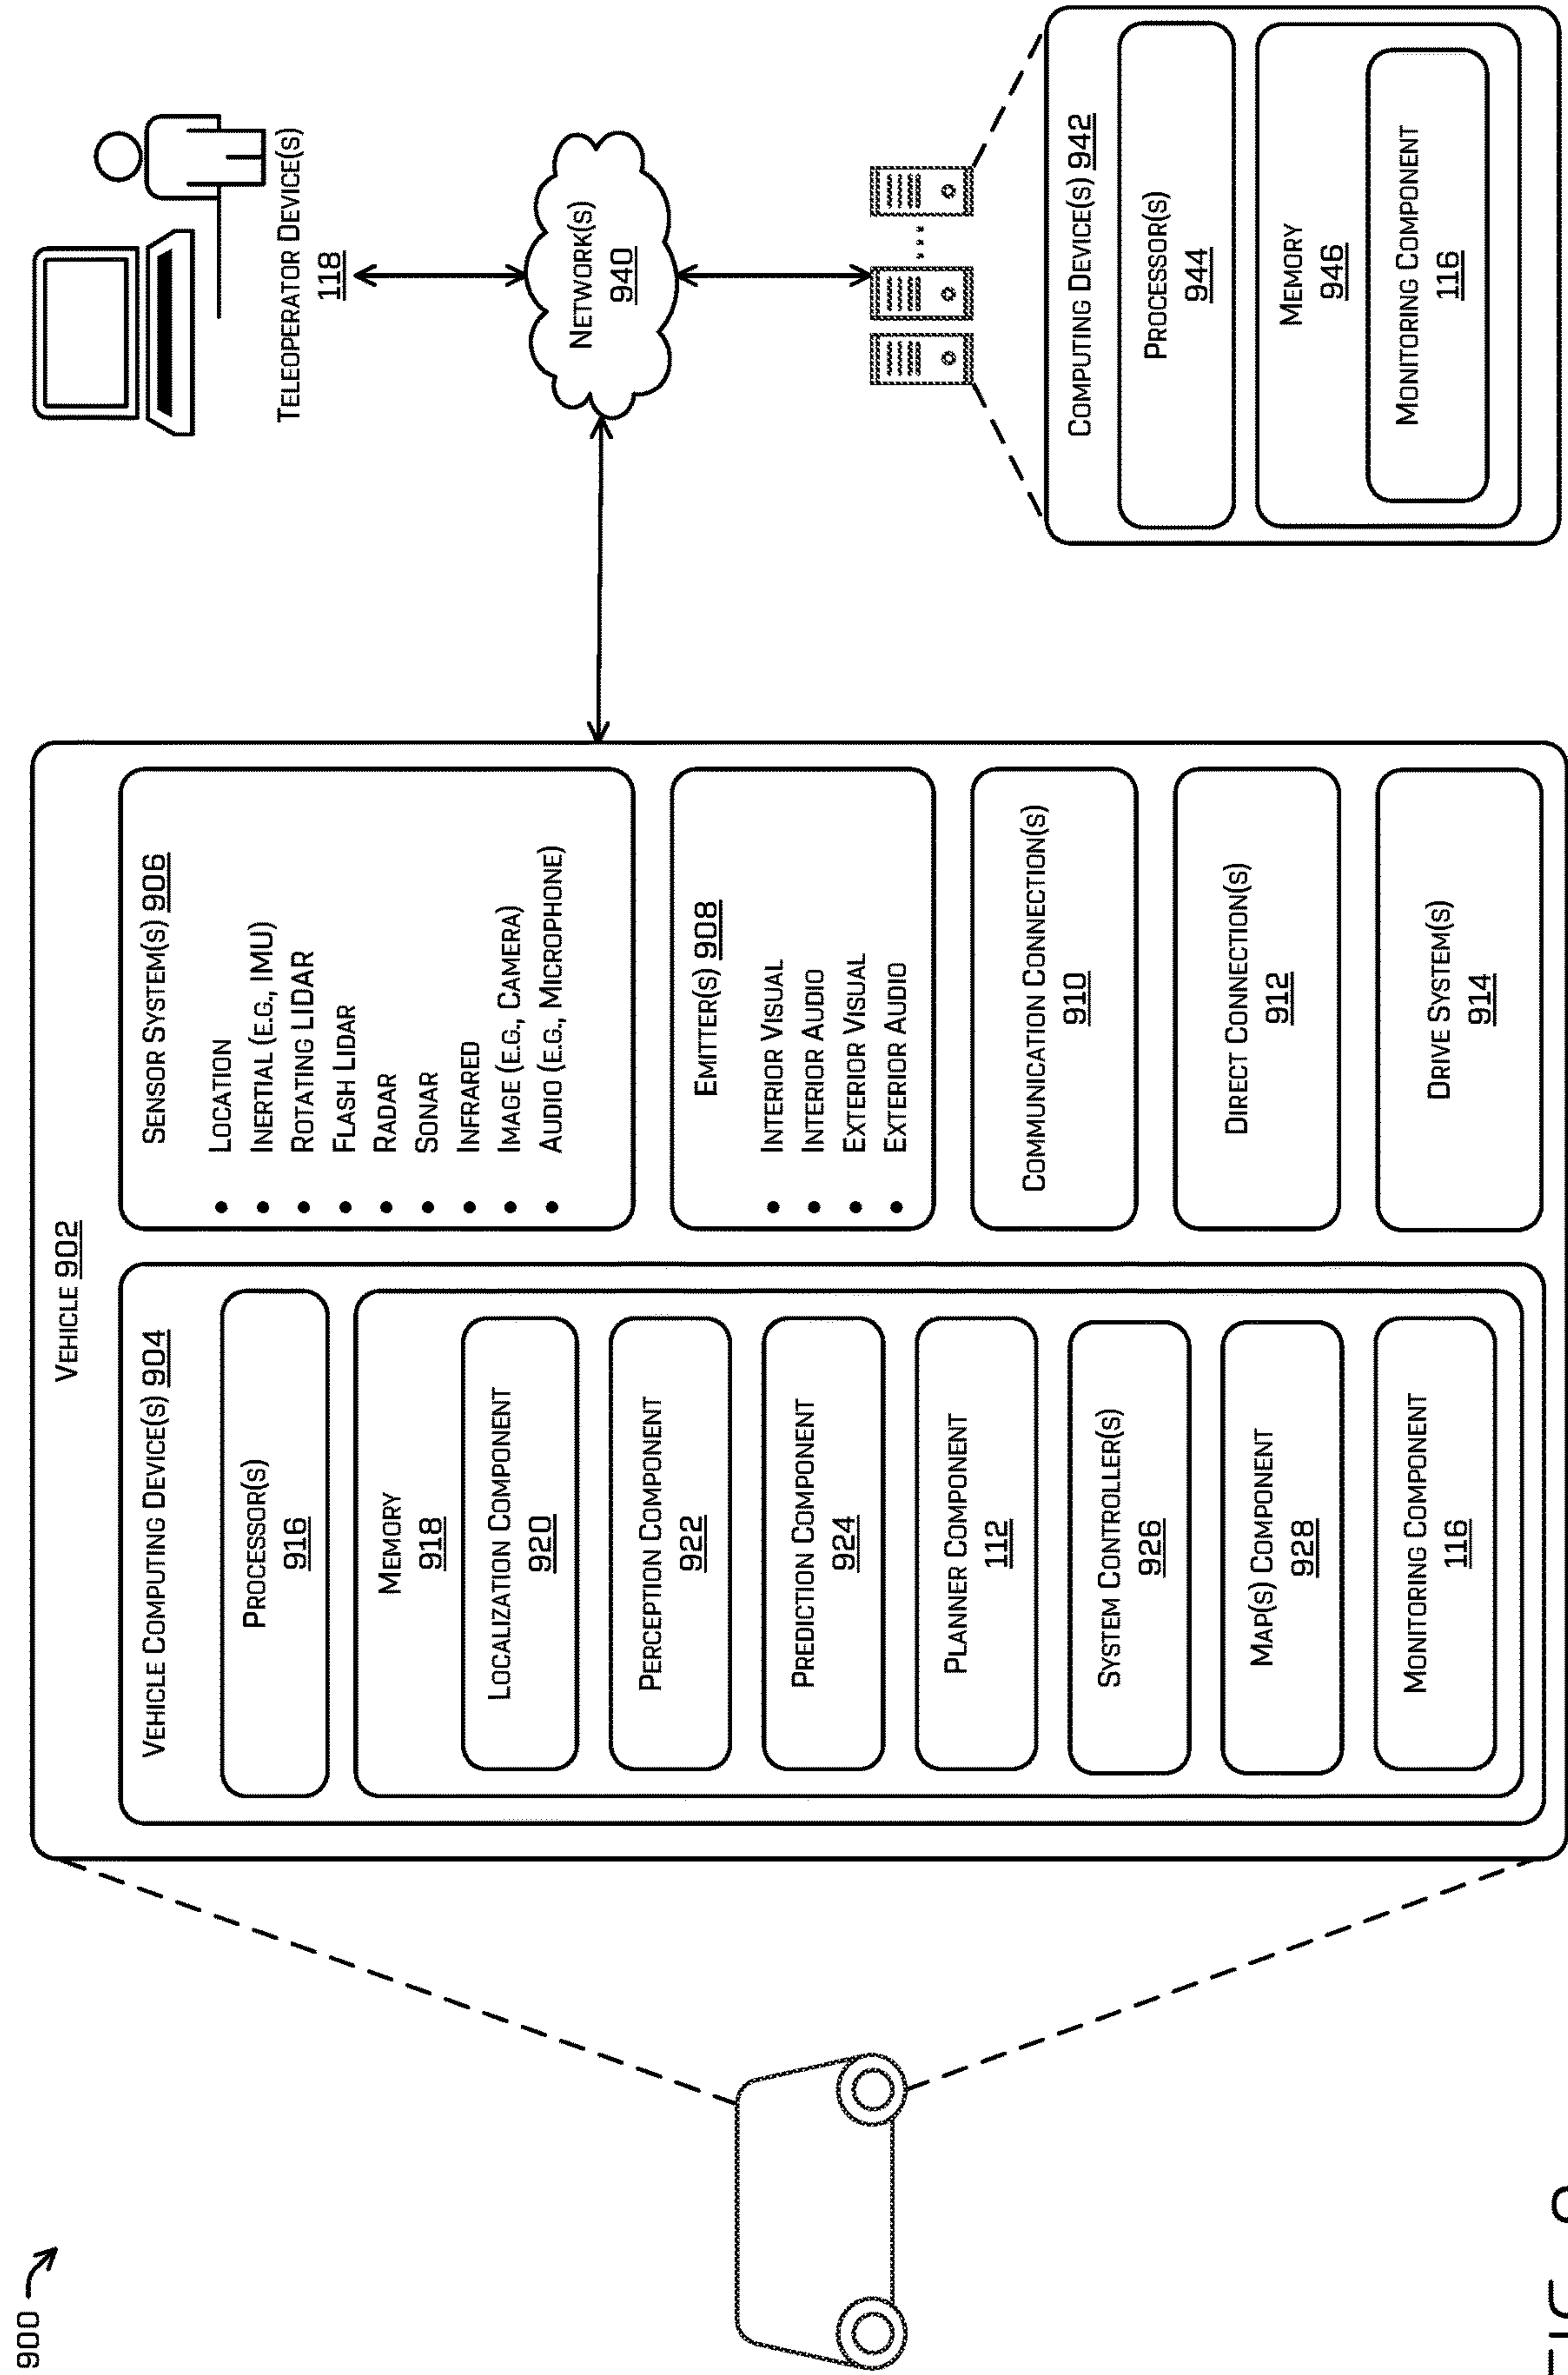 900
VEHICLE 902
VEHICLE COMPUTING DEVICE(S) 904
PROCESSOR(S)
916
MEMORY
918
LOCALIZATION COMPONENT
920
PERCEPTION COMPONENT
922
PREDICTION COMPONENT
924
PLANNER COMPONENT
112
SYSTEM CONTROLLER(S)
926
MAP(S) COMPONENT
928
MONITORING COMPONENT
116
SENSOR SYSTEM(S) 906
• LOCATION
• INERTIAL (E.G., IMU)
• ROTATING LIDAR
• FLASH LIDAR
• RADAR
• SONAR
• INFRARED
• IMAGE (E.G., CAMERA)
• AUDIO (E.G., MICROPHONE)
EMITTER(S) 908
• INTERIOR VISUAL
• INTERIOR AUDIO
• EXTERIOR VISUAL
• EXTERIOR AUDIO
COMMUNICATION CONNECTION(S)
910
DIRECT CONNECTION(S)
912
DRIVE SYSTEM(S)
914
TELEOPERATOR DEVICE(S)
118
NETWORK(S)
940
COMPUTING DEVICE(S) 942
PROCESSOR(S)
944
MEMORY
946
MONITORING COMPONENT
116